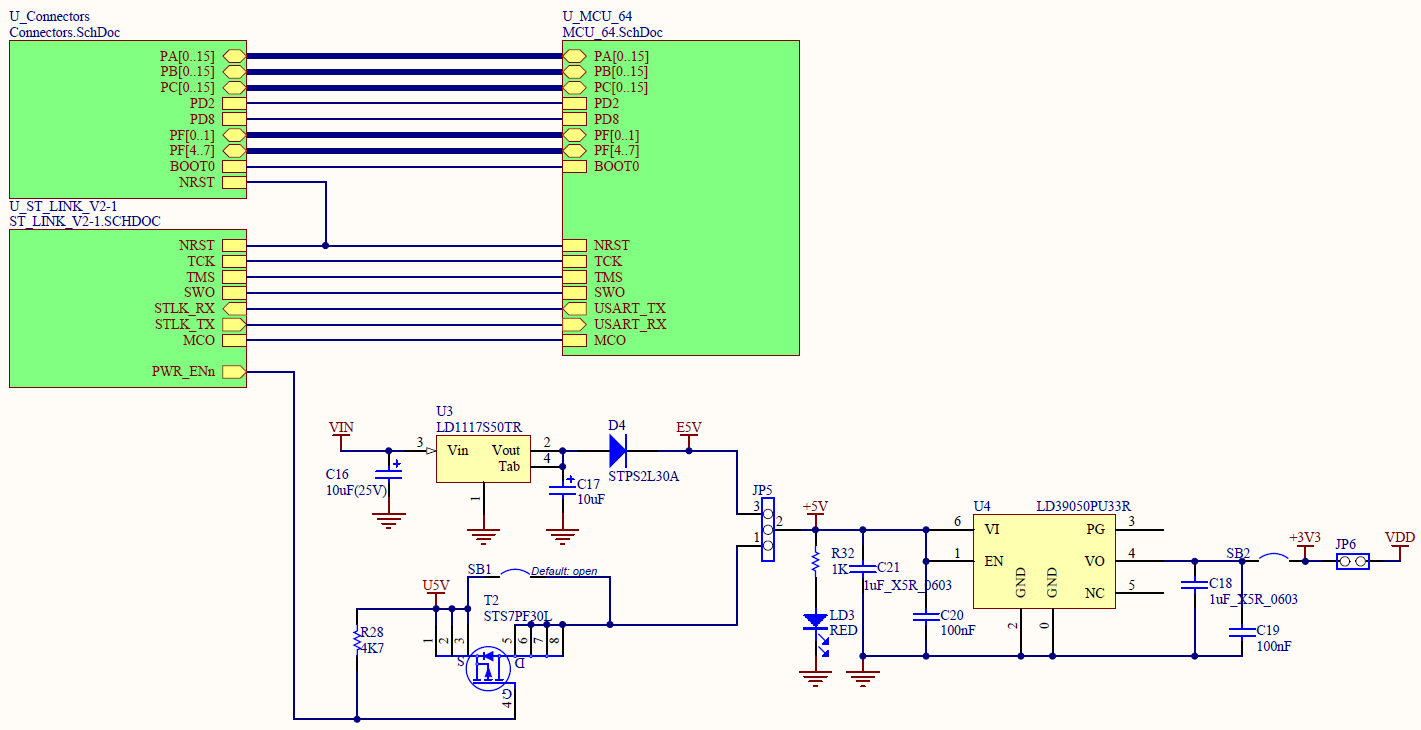 U_Connectors
Connectors.SchDoc
PA[0..15]
PB[0..15]
PC[0..15]
PD2
PD8
PF[0..1]
PF[4..7]
BOOT0
NRST
U_MCU_64
MCU_64.SchDoc
PA[0..15]
PB[0..15]
PC[0..15]
PD2
PD8
PF[0..1]
PF[4..7]
BOOT0
NRST
TCK
TMS
SWO
USART_TX
USART_RX
MCO
U_ST_LINK_V2-1
ST_LINK_V2-1.SCHDOC
NRST
TCK
TMS
SWO
STLK_RX
STLK_TX
MCO
PWR_ENn
VIN
C16
10uF(25V)
U3
LD1117S50TR
3
Vin
Vout
Tab
2
4
1
C17
10uF
D4
STPS2L30A
E5V
JP5
3
2
1
SB1
Default: open
U5V
T2
STS7PF30L
R28
4K7
1
2
3
S
5
6
7
8
D
G
4
+5V
R32
1K
LD3
RED
C21
1uF_X5R_0603
C20
100nF
U4
LD39050PU33R
6
VI
1
EN
GND
2
GND
0
PG
3
VO
4
NC
5
C18
1uF_X5R_0603
C19
100nF
SB2
+3V3
JP6
VDD